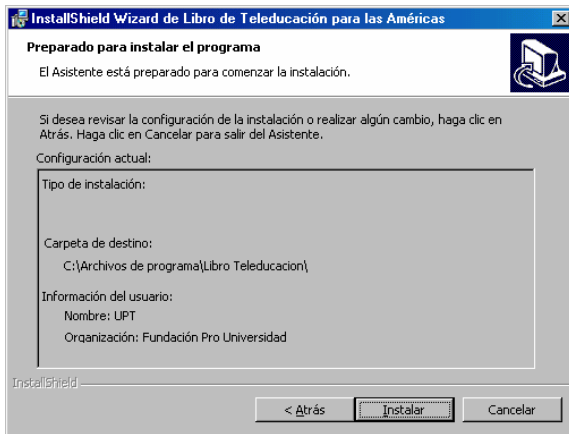 InstallShield Wizard de Libro de Teleducación para las Américas
Preparado para instalar el programa
El Asistente está preparado para comenzar la instalación.
Si desea revisar la configuración de la instalación o realizar algún cambio, haga clic en
Atrás. Haga clic en Cancelar para salir del Asistente.
Configuración actual:
Tipo de instalación:
Carpeta de destino:
C:\Archivos de programa\Libro Teleducacion\
Información del usuario:
Nombre: UPT
Organización: Fundación Pro Universidad
InstallShield
< Atrás Instalar Cancelar